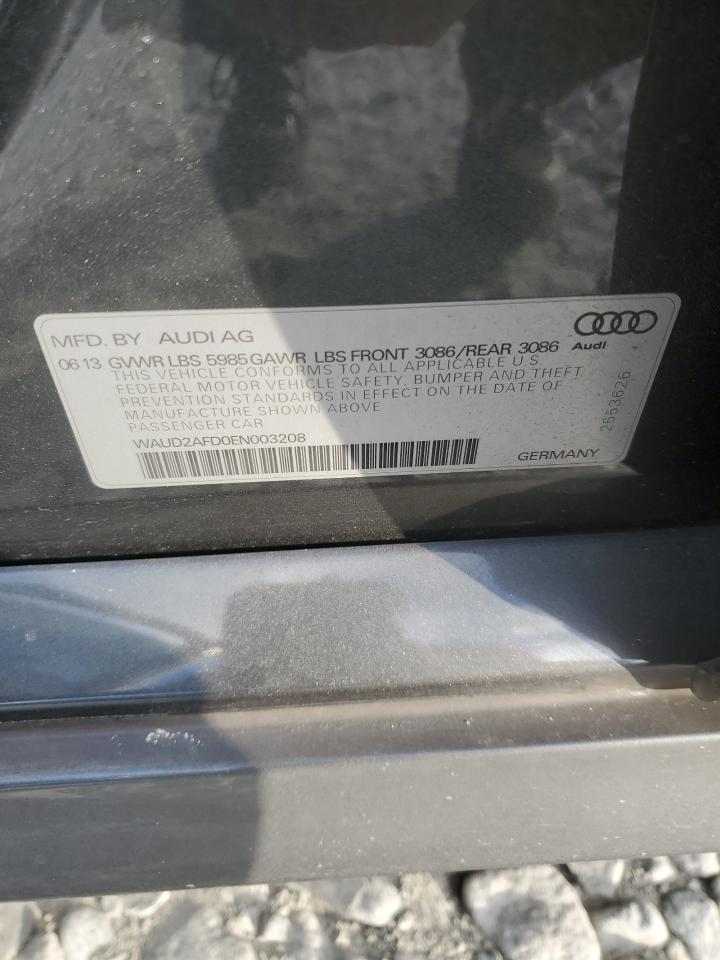 MFD. BY AUDI AG
Audi
06 13 GVWR LBS 5985 GAWR LBS FRONT 3086/REAR 3086
THIS VEHICLE CONFORMS TO ALL APPLICABLE U S
FEDERAL MOTOR VEHICLE SAFETY, BUMPER AND THEFT
PREVENTION STANDARDS IN EFFECT ON THE DATE OF
MANUFACTURE SHOWN ABOVE
PASSENGER CAR
WAUD2AFD0EN003208
GERMANY
2553626